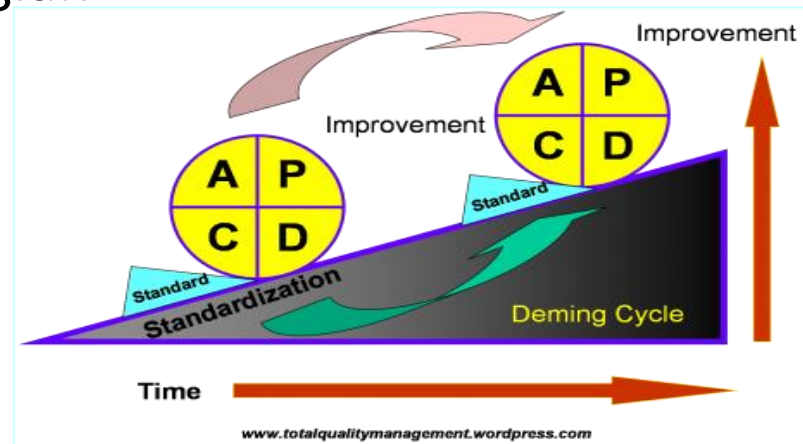 Improvement
A P
C D
Improvement
A P
C D
Standard
Standard
Standardization
Deming Cycle
Time
www.totalqualitymanagement.wordpress.com